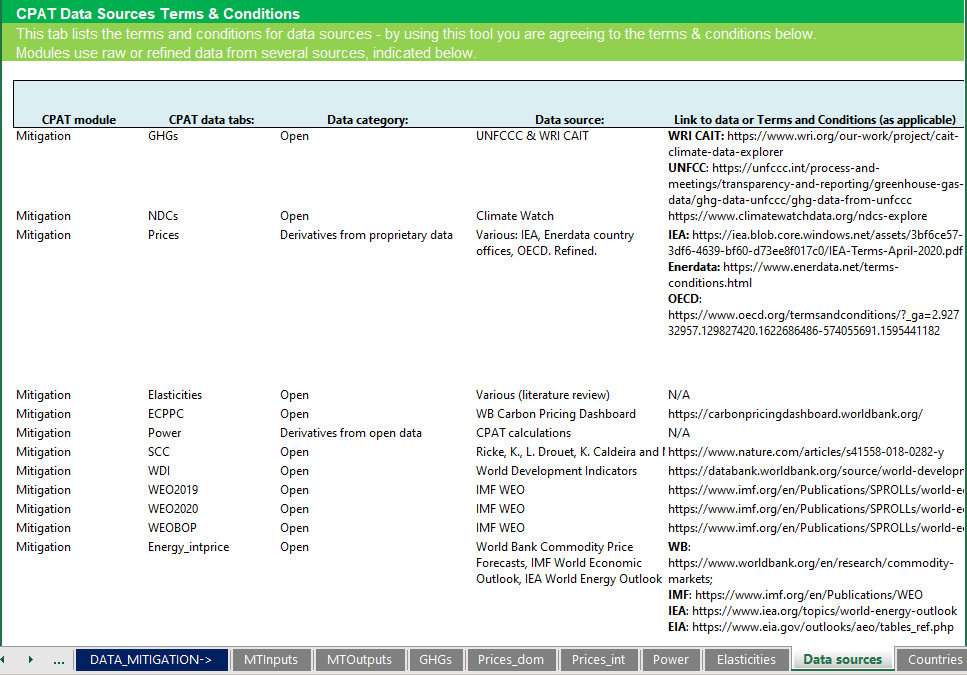 CPAT Data Sources Terms & Conditions
This tab lists the terms and conditions for data sources - by using this tool you are agreeing to the terms & conditions below.
Modules use raw or refined data from several sources, indicated below.
CPAT module CPAT data tabs: Data category: Data source: Link to data or Terms and Conditions (as applicable)
Mitigation GHGs Open UNFCCC & WRI CAIT WRI CAIT: https://www.wri.org/our-work/project/cait-
climate-data-explorer
UNFCC: https://unfccc.int/process-and-
meetings/transparency-and-reporting/greenhouse-gas-
data/ghg-data-unfccc/ghg-data-from-unfccc
Mitigation NDCs Open Climate Watch https://www.climatewatchdata.org/ndcs-explore
Mitigation Prices Derivatives from proprietary data Various: IEA, Enerdata country IEA: https://iea.blob.core.windows.net/assets/3bf6ce57-
offices, OECD. Refined. 3df6-4639-bf60-d73ee8f017c0/IEA-Terms-April-2020.pdf
Enerdata: https://www.enerdata.net/terms-
conditions.html
OECD:
https://www.oecd.org/termsandconditions/?_ga=2.927
32957.129827420.1622686486-574055691.1595441182
Mitigation Elasticities Open Various (literature review) N/A
Mitigation ECPPC Open WB Carbon Pricing Dashboard https://carbonpricingdashboard.worldbank.org/
Mitigation Power Derivatives from open data CPAT calculations N/A
Mitigation SCC Open Ricke, K., L. Drouet, K. Caldeira and https://www.nature.com/articles/s41558-018-0282-y
Mitigation WDI Open World Development Indicators https://databank.worldbank.org/source/world-developr
Mitigation WEO2019 Open IMF WEO https://www.imf.org/en/Publications/SPROLLs/world-e
Mitigation WEO2020 Open IMF WEO https://www.imf.org/en/Publications/SPROLLs/world-e
Mitigation WEOBOP Open IMF WEO https://www.imf.org/en/Publications/SPROLLs/world-e
Mitigation Energy_intprice Open World Bank Commodity Price WB:
Forecasts, IMF World Economic https://www.worldbank.org/en/research/commodity-
Outlook, IEA World Energy Outlook markets;
IMF: https://www.imf.org/en/Publications/WEO
IEA: https://www.iea.org/topics/world-energy-outlook
EIA: https://www.eia.gov/outlooks/aeo/tables_ref.php
... DATA_MITIGATION-> MTInputs MTOutputs GHGs Prices_dom Prices_int Power Elasticities Data sources Countries